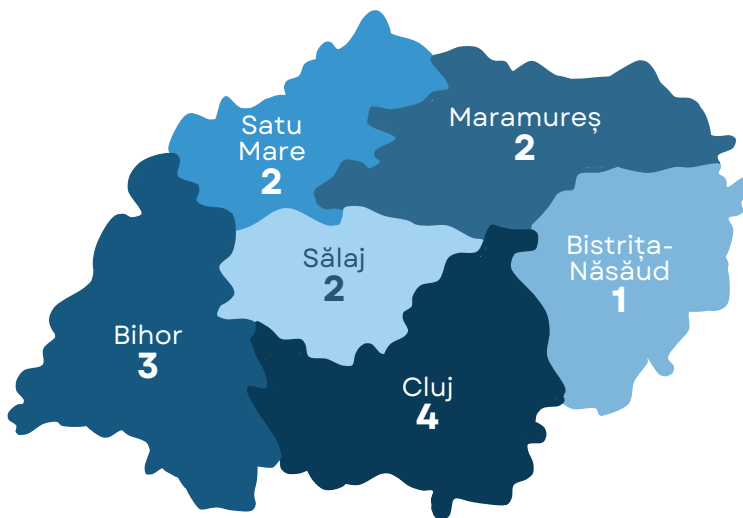 Satu
Mare
2
Maramureș
2
Bistrița-
Năsăud
1
Sălaj
2
Bihor
3
Cluj
4